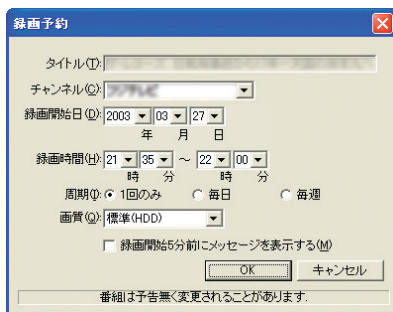 録画予約
タイトル(T):
チャンネル(C):
録画開始日(D): 2003 03 27
年 月 日
録画時間(H): 21 35 ～ 22 00
時 分 時 分
周期(I): 1回のみ 毎日 毎週
画質(Q): 標準(HDD)
録画開始5分前にメッセージを表示する(M)
OK キャンセル
番組は予告無く変更されることがあります.